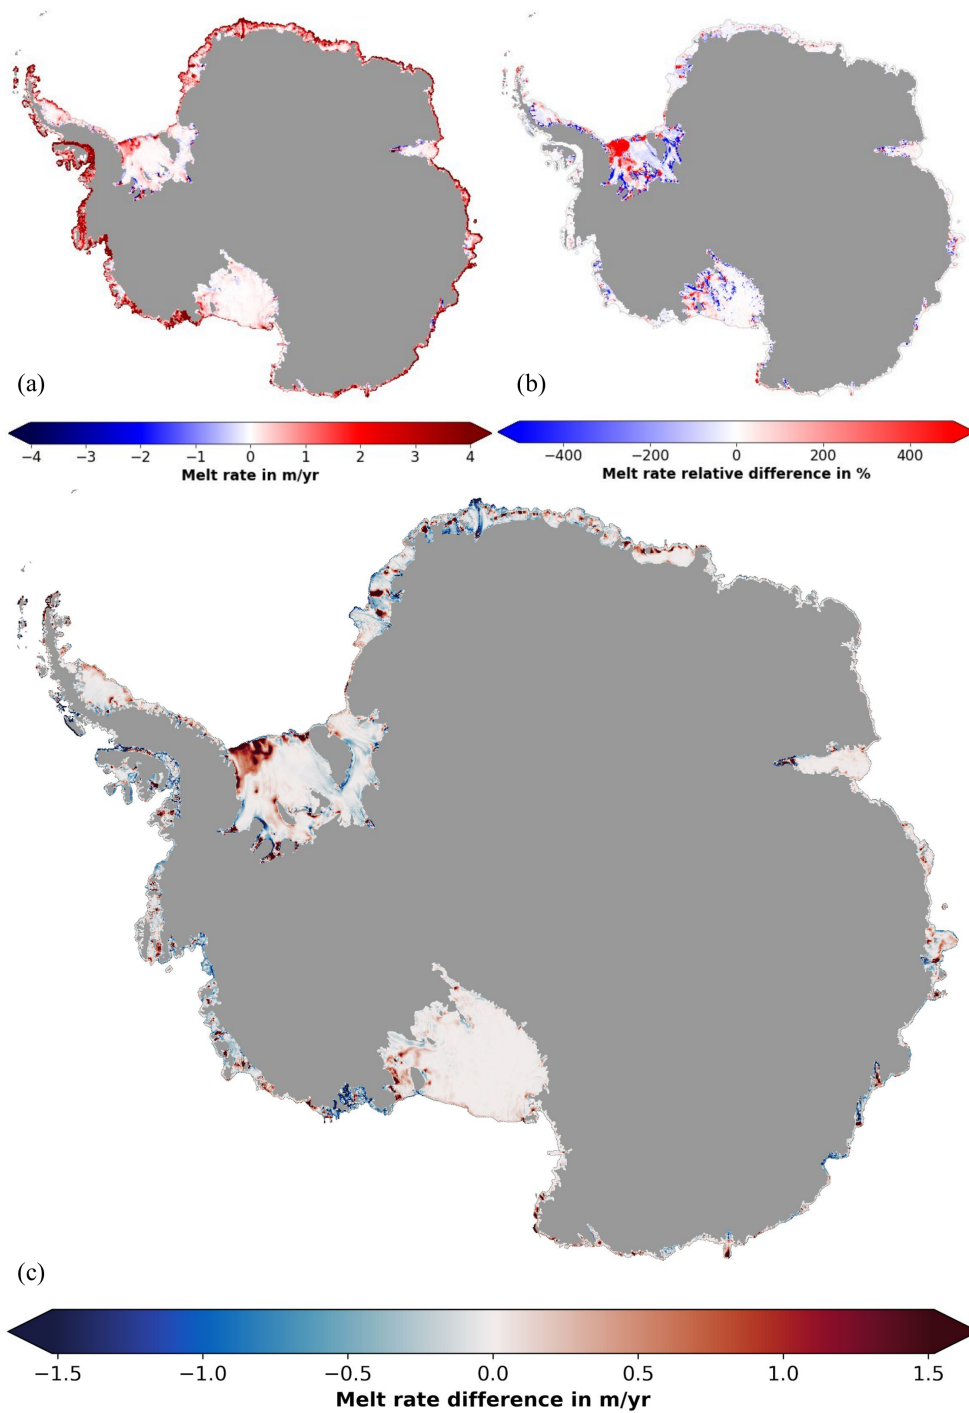 (a)
(b)
−4 −3 −2 −1 0 1 2 3 4
Melt rate in m/yr
−400 −200 0 200 400
Melt rate relative difference in %
(c)
−1.5 −1.0 −0.5 0.0 0.5 1.0 1.5
Melt rate difference in m/yr